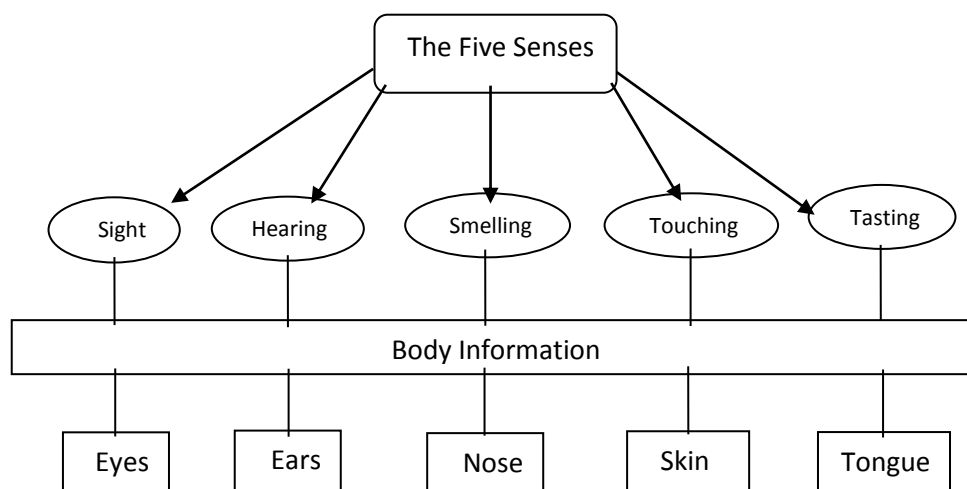 The Five Senses
Sight
Hearing
Smelling
Touching
Tasting
Body Information
Eyes
Ears
Nose
Skin
Tongue